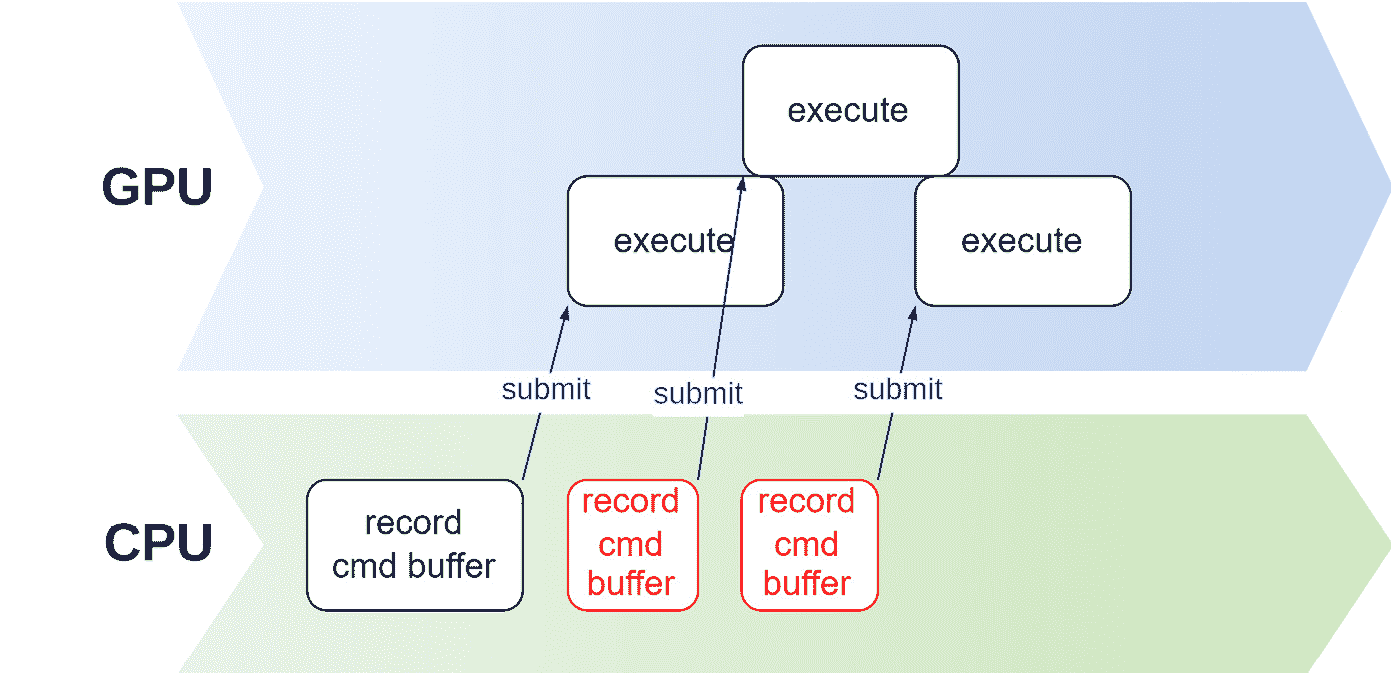 execute
GPU
execute
execute
submit
submit
submit
CPU
record
cmd buffer
record
cmd
buffer
record
cmd
buffer